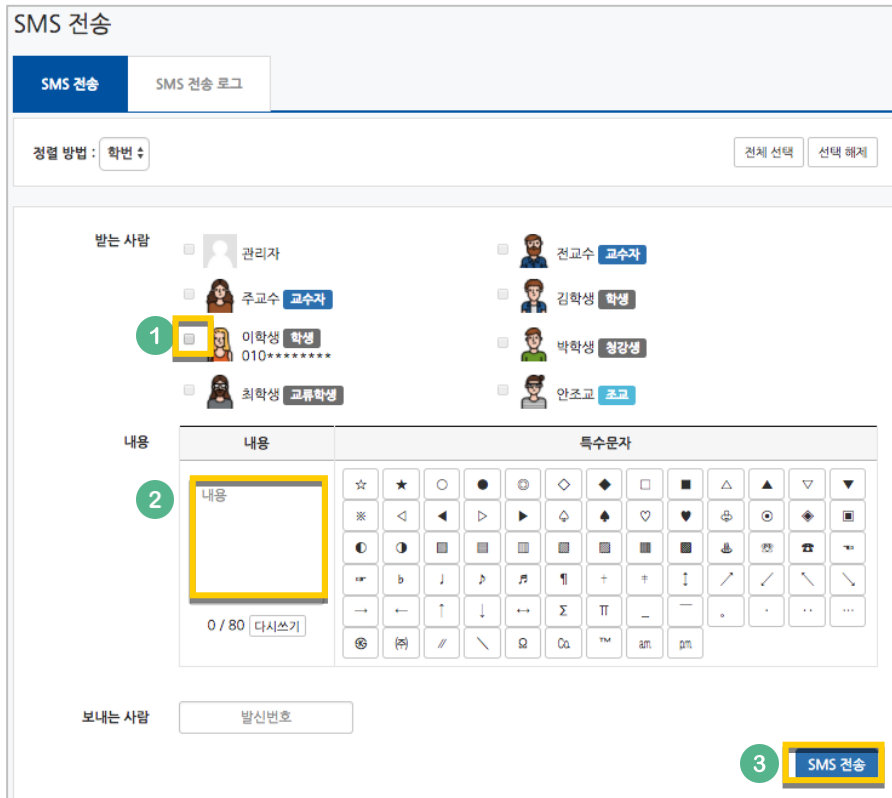 SMS 전송
SMS 전송 SMS 전송 로그
정렬 방법 : 학번 전체 선택 선택 해제
받는 사람
관리자 전교수 교수자
주교수 교수자 김학생 학생
1 이학생 학생 박학생 청강생
010********
최학생 교류학생 안조교 조교
내용 내용 특수문자
2 내용
☆ ★ ○ ● ◎ ◇ ◆ □ ■ △ ▲ ▽ ▼
※ ◁ ◀ ▷ ▶ ♤ ♠ ♡ ♥ ♧ ⊙ ◈ ▣
◐ ◑ ▒ ▤ ▥ ▨ ▧ ▦ ▩ ♨ ☏ ☎ ☜
☞ ♭ ♩ ♪ ♬ ¶ † ‡ ↕ ↗ ↙ ↖ ↘
→ ← ↑ ↓ ↔ Σ Π _ ― 。 · ‥ …
㉿ ㈜ ∥ ＼ Ω ㏇ ™ ㏂ ㏘
0 / 80 다시쓰기
보내는 사람 발신번호
3 SMS 전송